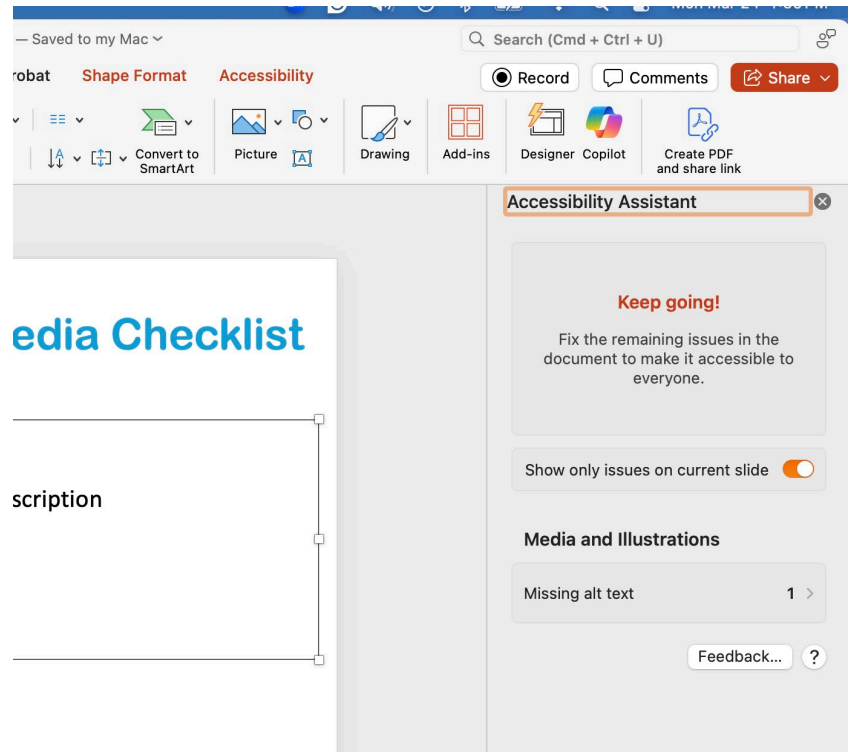 — Saved to my Mac
Search (Cmd + Ctrl + U)
robat Shape Format Accessibility
Record Comments Share
Convert to
SmartArt
Picture
A
Drawing
Add-ins
Designer Copilot
Create PDF
and share link
Accessibility Assistant
Keep going!
Fix the remaining issues in the
document to make it accessible to
everyone.
Show only issues on current slide
Media and Illustrations
Missing alt text 1
Feedback... ?
edia Checklist
scription